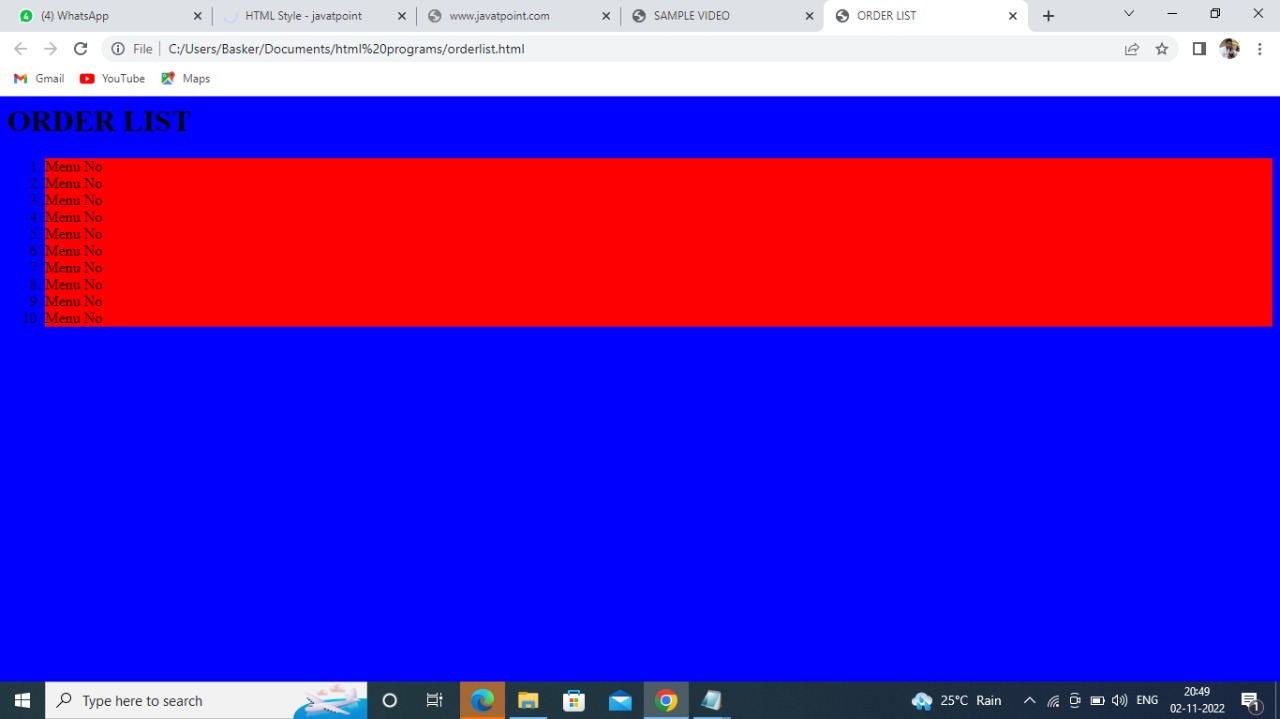 (4) WhatsApp
HTML Style - javatpoint
www.javatpoint.com
SAMPLE VIDEO
ORDER LIST
File
C:/Users/Basker/Documents/html%20programs/orderlist.html
Gmail
YouTube
Maps
ORDER LIST
1. Menu No
2. Menu No
3. Menu No
4. Menu No
5. Menu No
6. Menu No
7. Menu No
8. Menu No
9. Menu No
10. Menu No
Type here to search
25°C Rain
ENG
20:49
02-11-2022
1